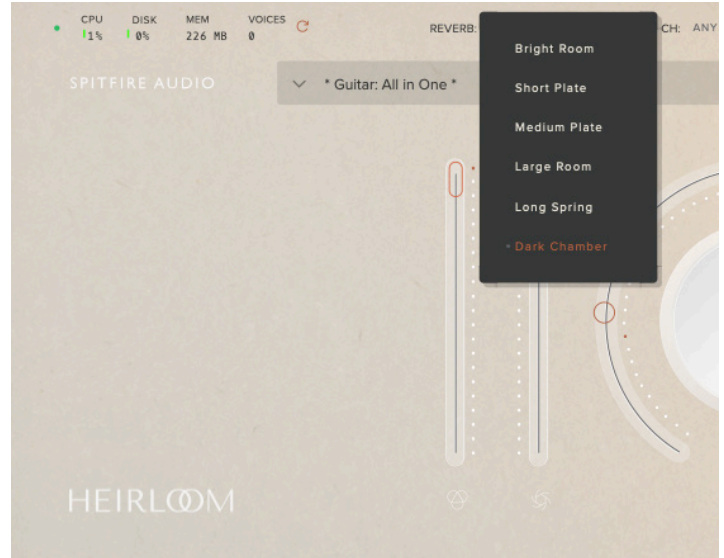 CPU DISK MEM VOICES
1% 0% 226 MB 0
REVERB:
CH: ANY
SPITFIRE AUDIO
* Guitar: All in One *
Bright Room
Short Plate
Medium Plate
Large Room
Long Spring
Dark Chamber
HEIRLOOM